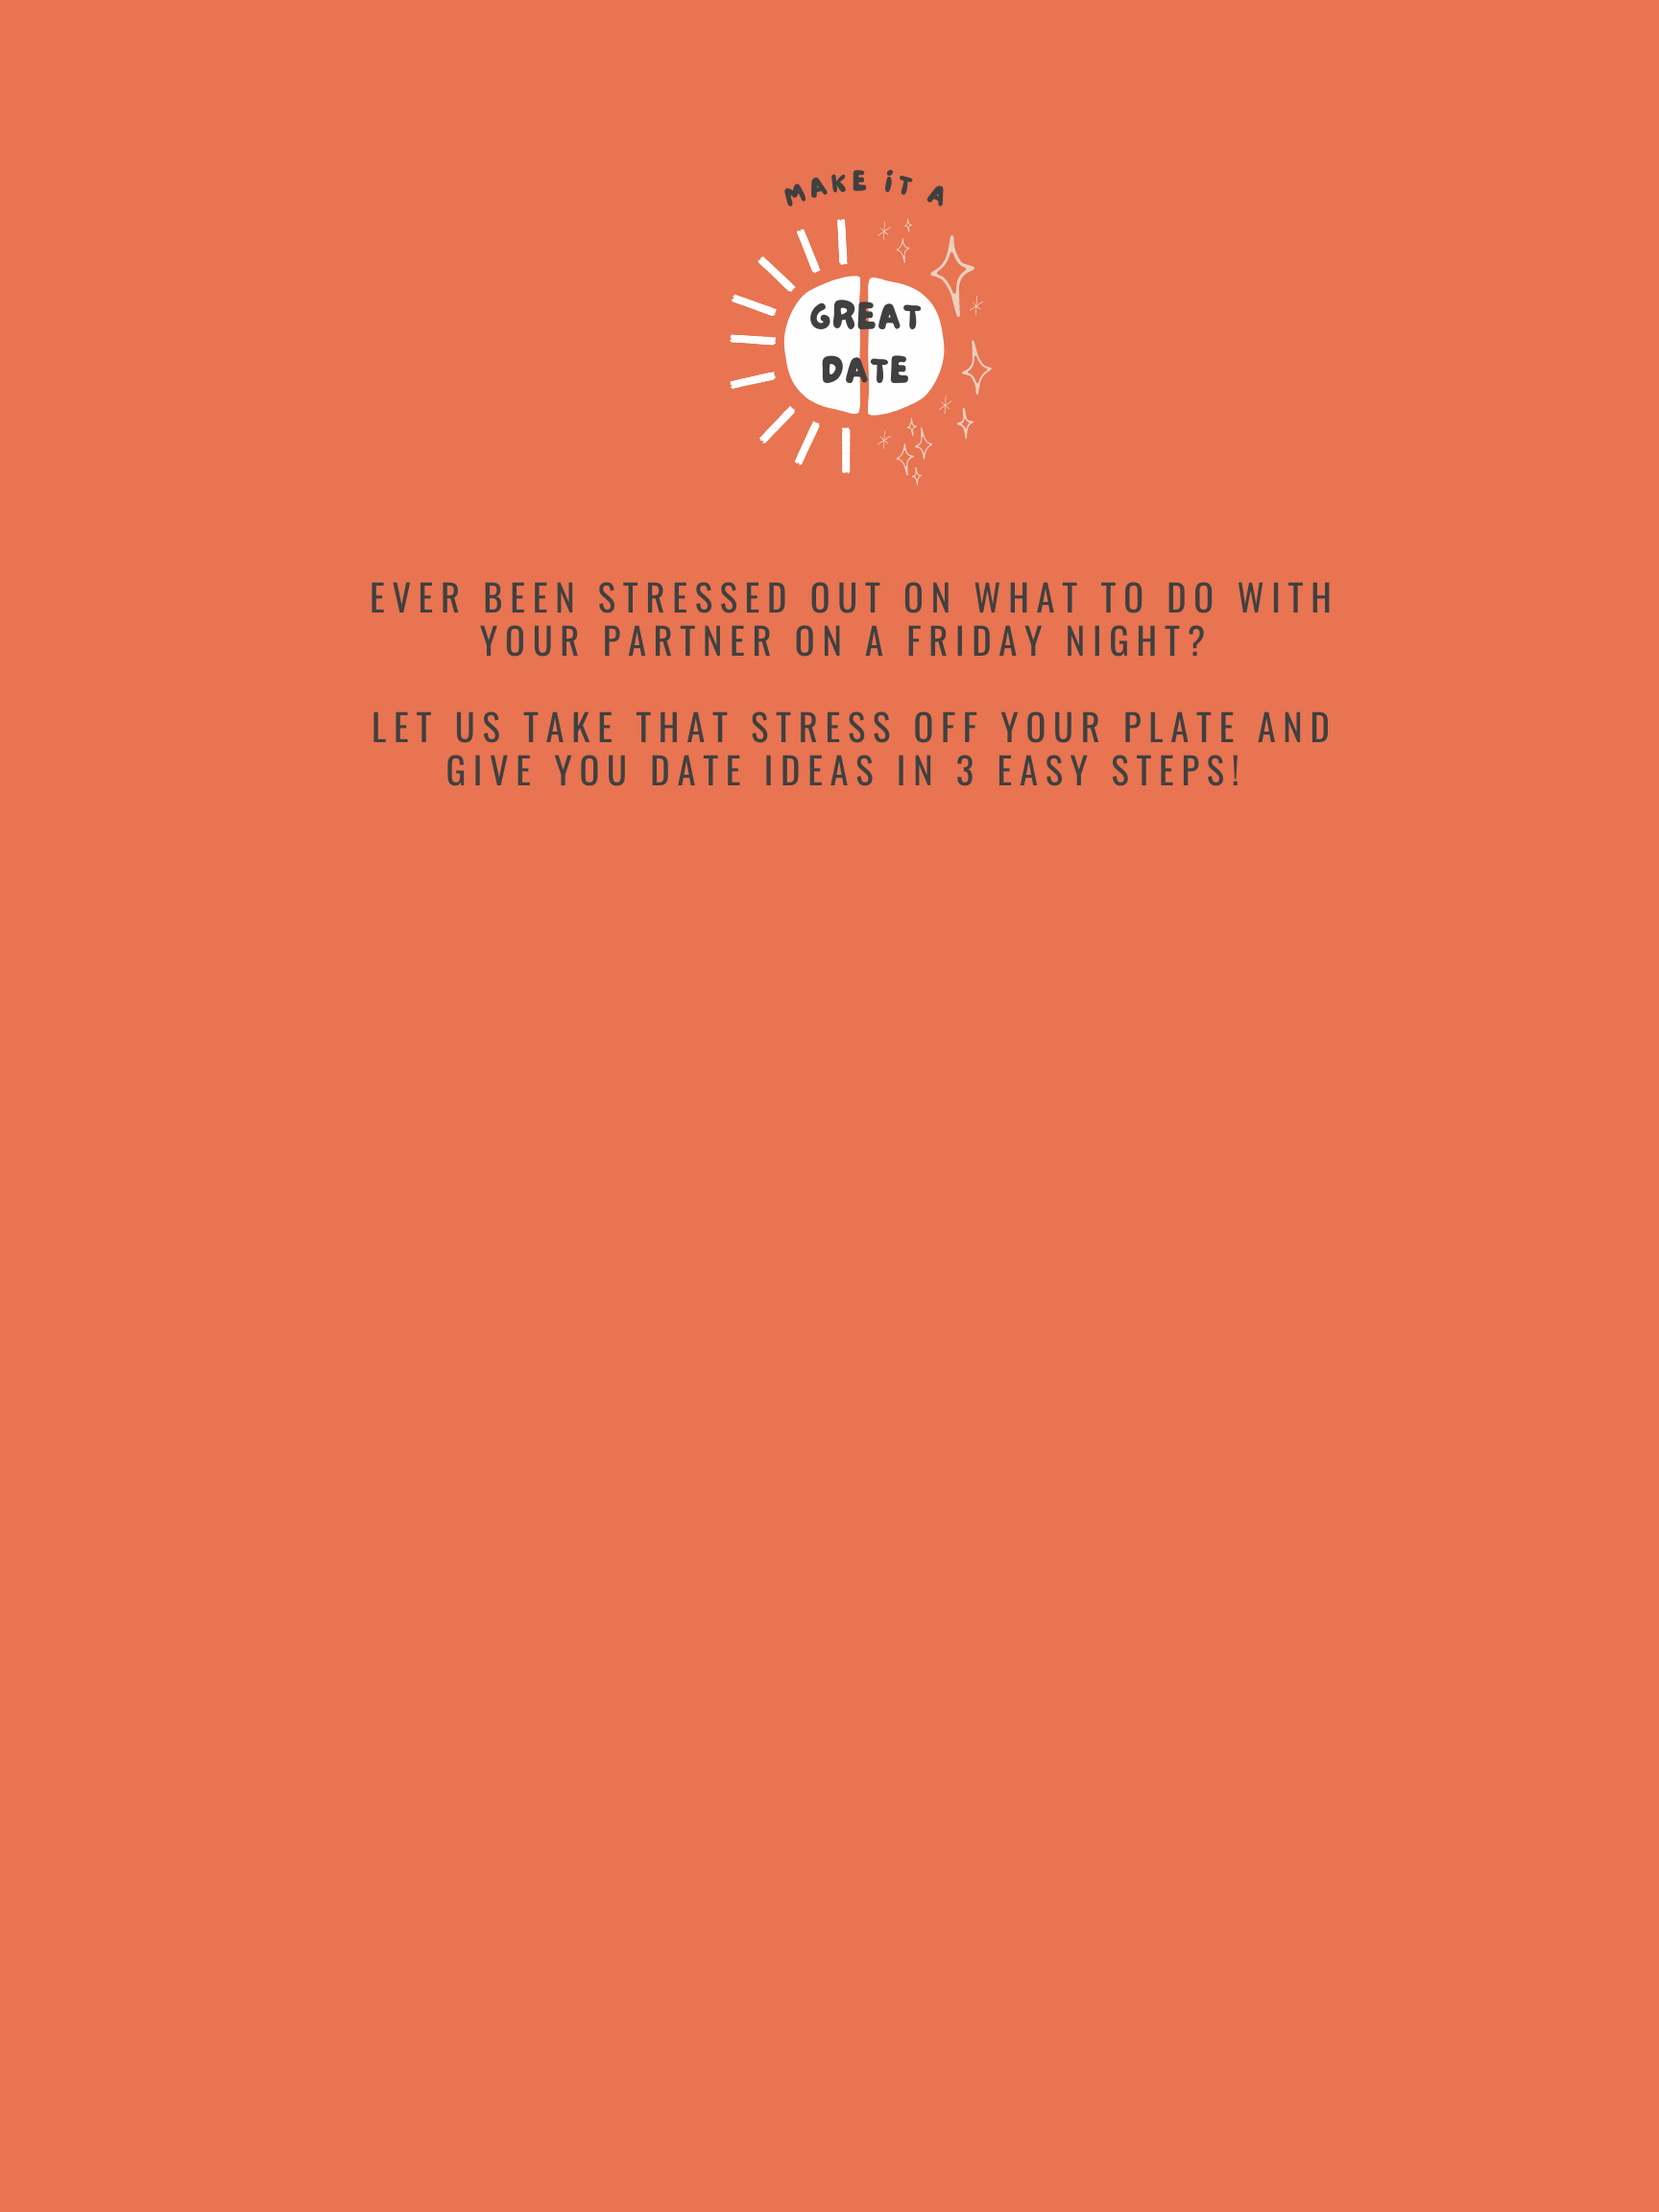 MAKE iT A
GREAT
DATE
EVER BEEN STRESSED OUT ON WHAT TO DO WITH
YOUR PARTNER ON A FRIDAY NIGHT?
LET US TAKE THAT STRESS OFF YOUR PLATE AND
GIVE YOU DATE IDEAS IN 3 EASY STEPS!